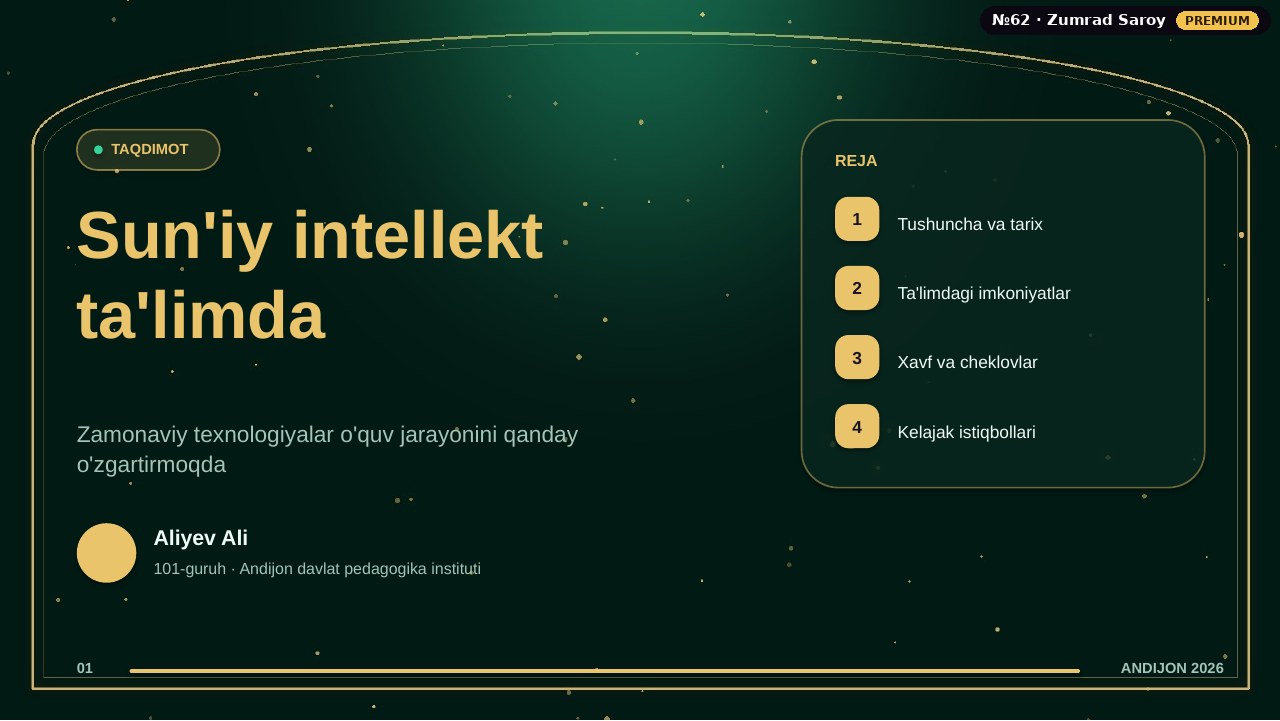 №62 · Zumrad Saroy PREMIUM
TAQDIMOT
Sun'iy intellekt
ta'limda
Zamonaviy texnologiyalar o'quv jarayonini qanday
o'zgartirmoqda
Aliyev Ali
101-guruh · Andijon davlat pedagogika instituti
REJA
1 Tushuncha va tarix
2 Ta'limdagi imkoniyatlar
3 Xavf va cheklovlar
4 Kelajak istiqbollari
01
ANDIJON 2026